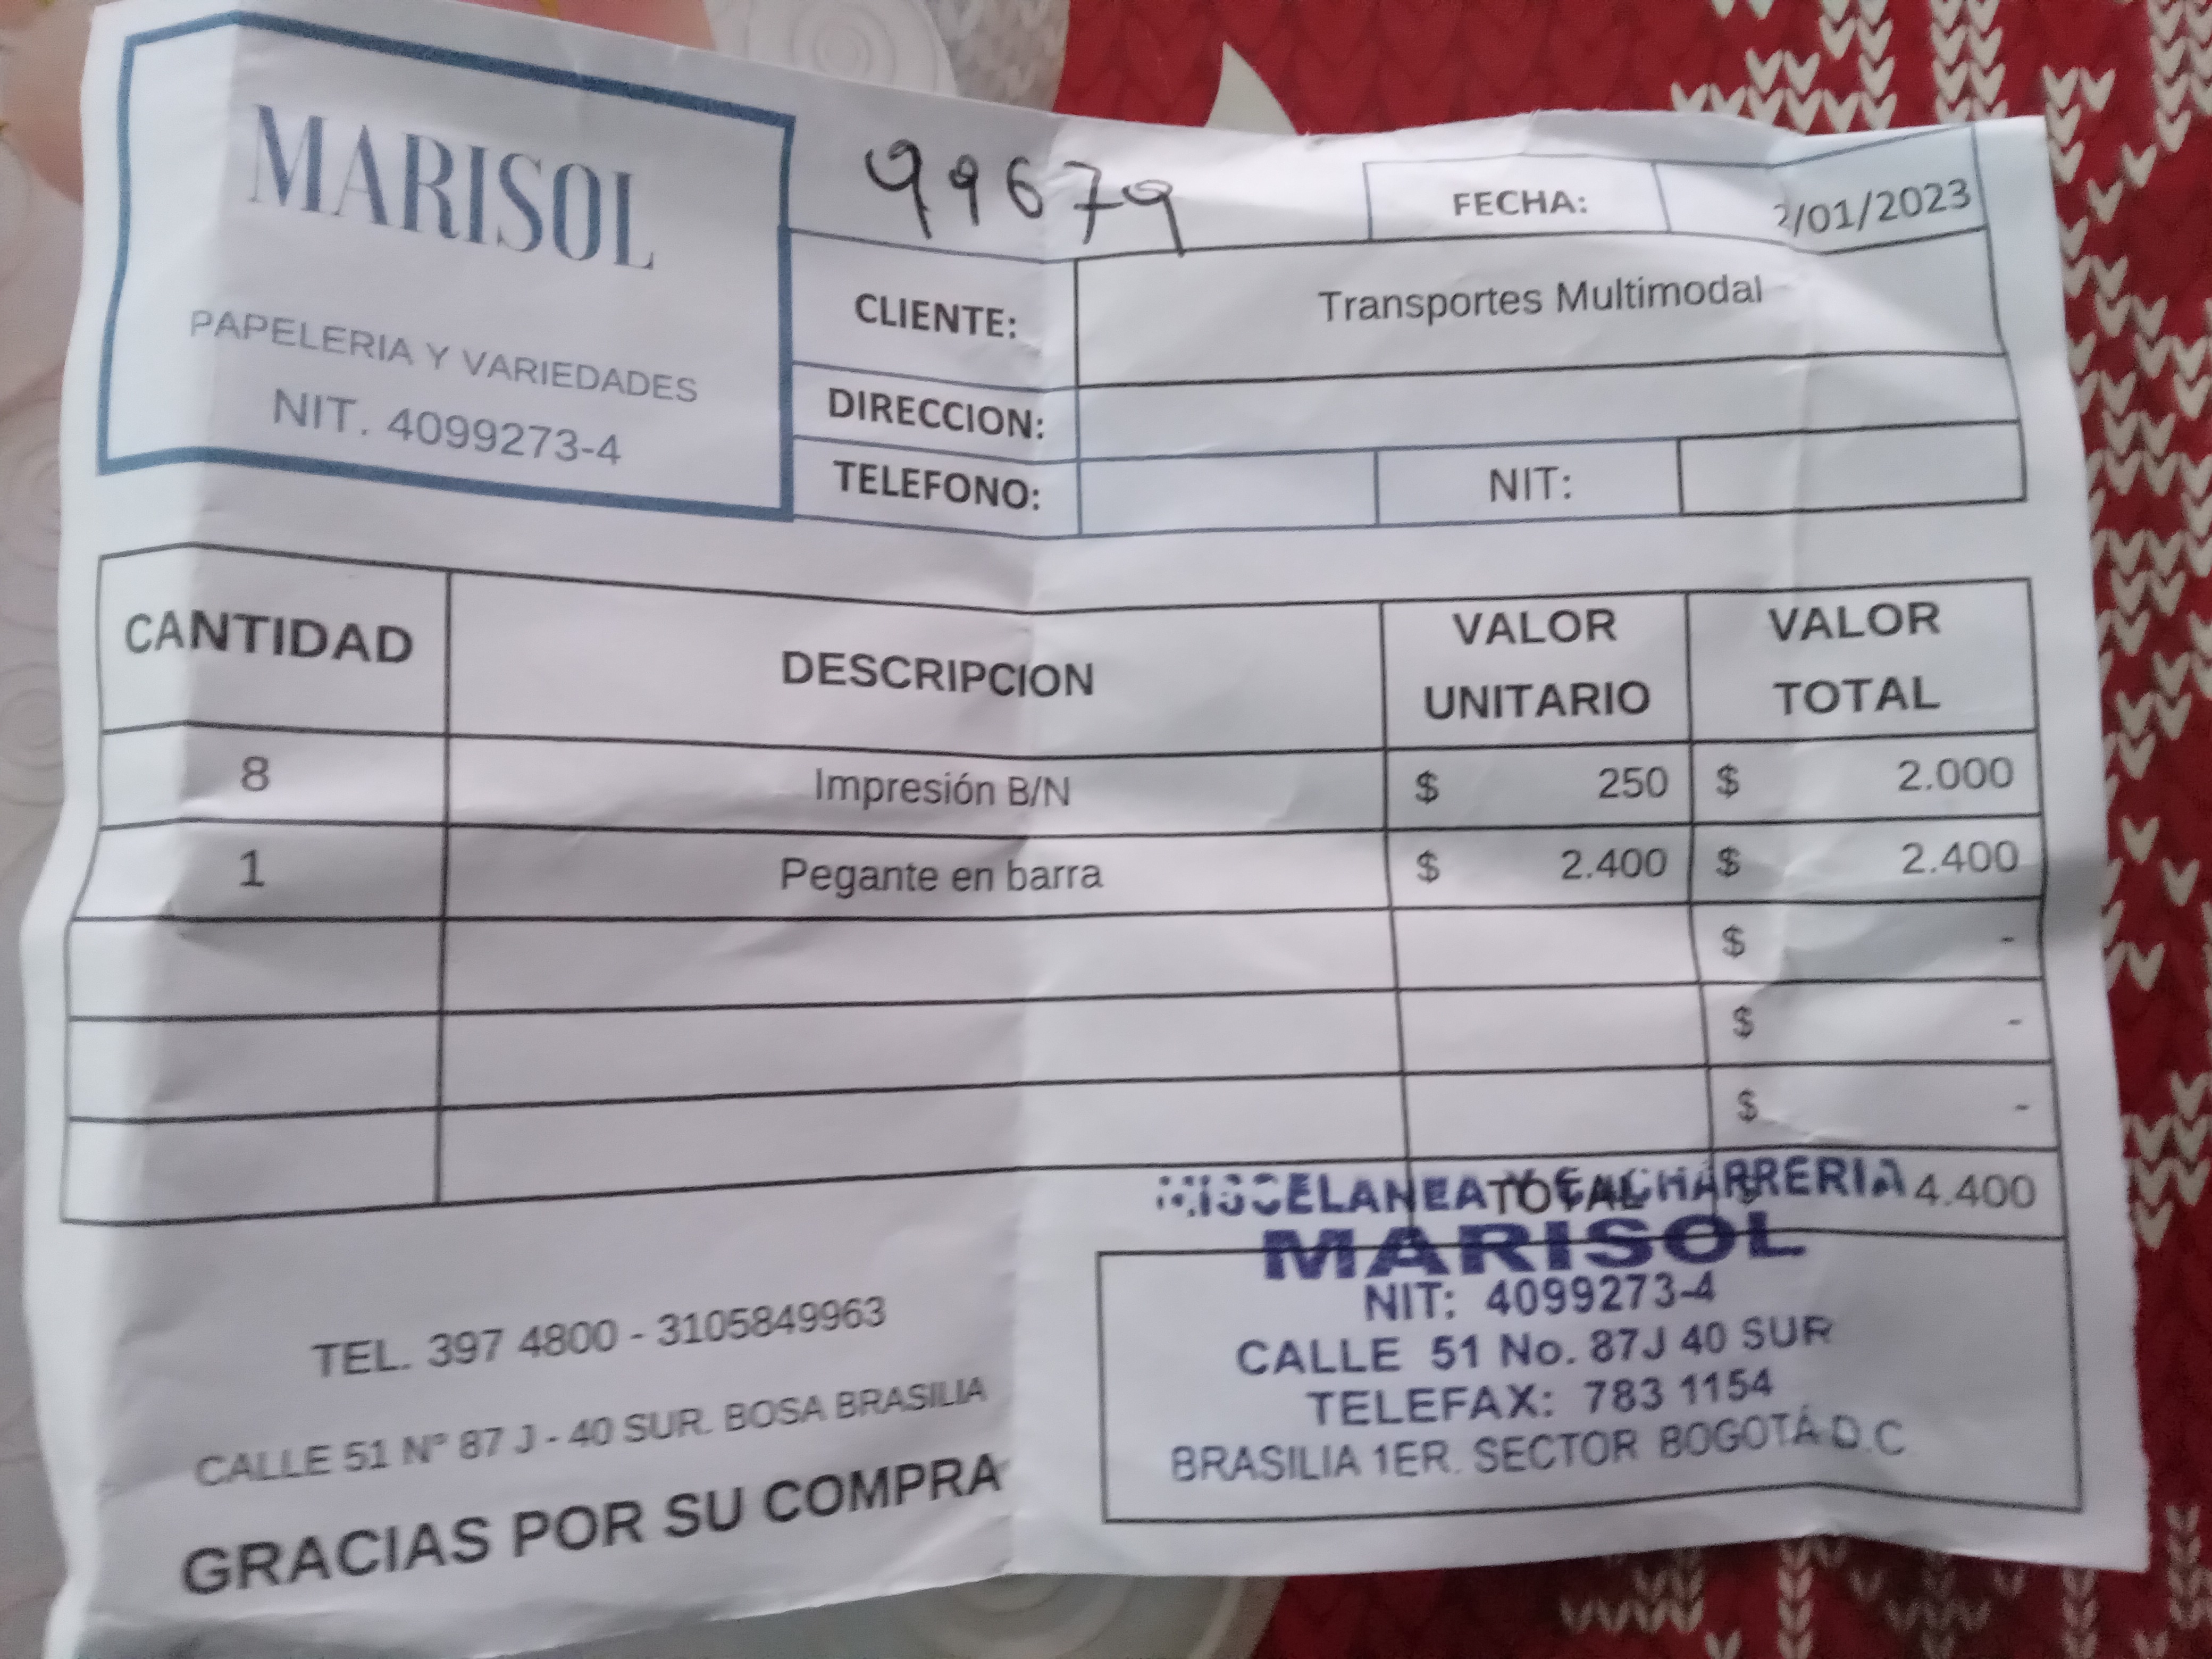 MARISOL
PAPELERIA Y VARIEDADES
NIT. 4099273-4
99679
FECHA: 2/01/2023
CLIENTE: Transportes Multimodal
DIRECCION:
TELEFONO: NIT:
CANTIDAD DESCRIPCION VALOR UNITARIO VALOR TOTAL
8 Impresión B/N $ 250 $ 2.000
1 Pegante en barra $ 2.400 $ 2.400
$ -
$ -
$ -
TOTAL $ 4.400
MISCELANEA Y CACHARRERIA
MARISOL
NIT: 4099273-4
CALLE 51 No. 87J 40 SUR
TELEFAX: 783 1154
BRASILIA 1ER. SECTOR BOGOTÁ D.C
TEL. 397 4800 - 3105849963
CALLE 51 N° 87 J - 40 SUR. BOSA BRASILIA
GRACIAS POR SU COMPRA